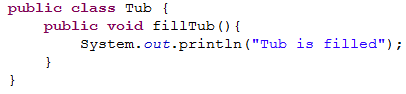 public class Tub {
    public void fillTub(){
        System.out.println("Tub is filled");
    }
}